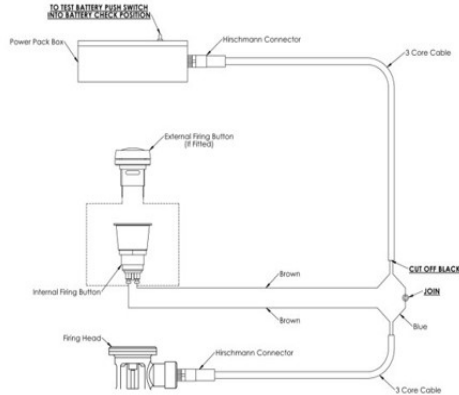 TO TEST BATTERY PUSH SWITCH
INTO BATTERY CHECK POSITION
Power Pack Box
Hirschmann Connector
3 Core Cable
External Firing Button
(If Fitted)
CUT OFF BLACK
Brown
Internal Firing Button
JOIN
Brown
Blue
Firing Head
Hirschmann Connector
3 Core Cable